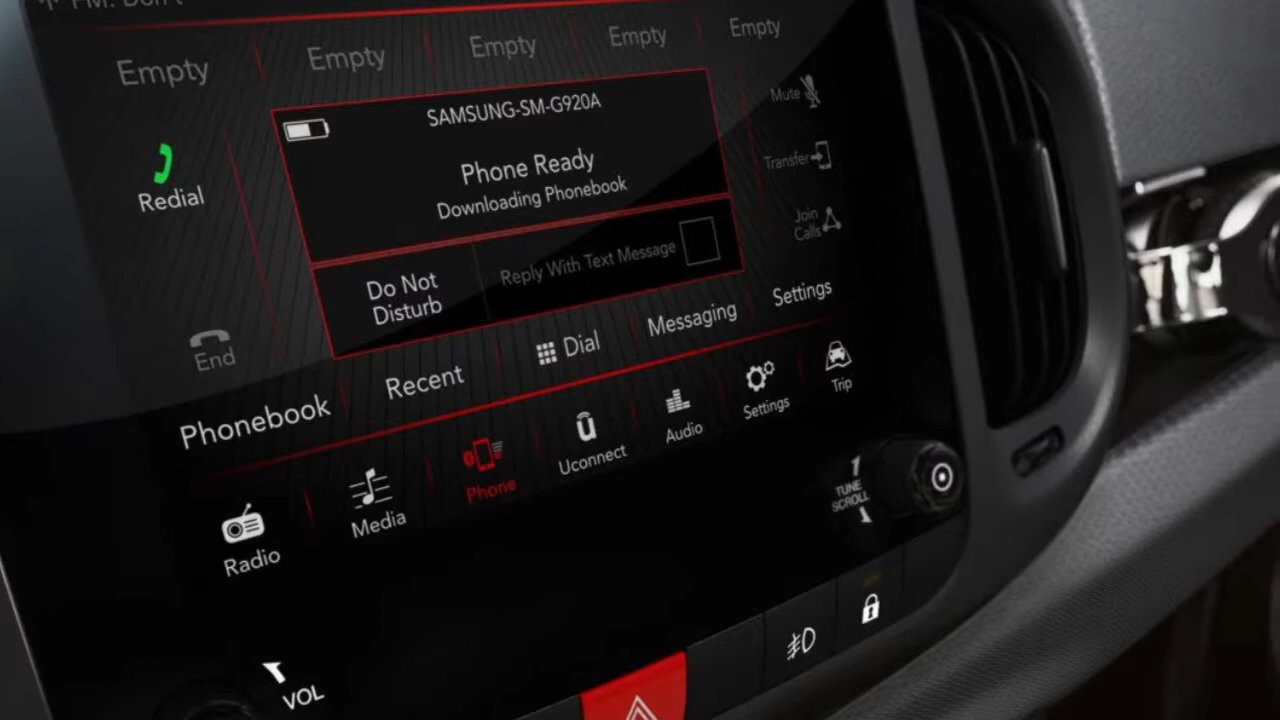 FM: Don't
Empty
Empty
Empty
Empty
Empty
SAMSUNG-SM-G920A
Mute
Redial
Phone Ready
Downloading Phonebook
Transfer
Join
Calls
Do Not
Disturb
Reply With Text Message
End
Phonebook
Recent
Dial
Messaging
Settings
Radio
Media
Phone
Uconnect
Audio
Settings
Trip
TUNE
SCROLL
VOL